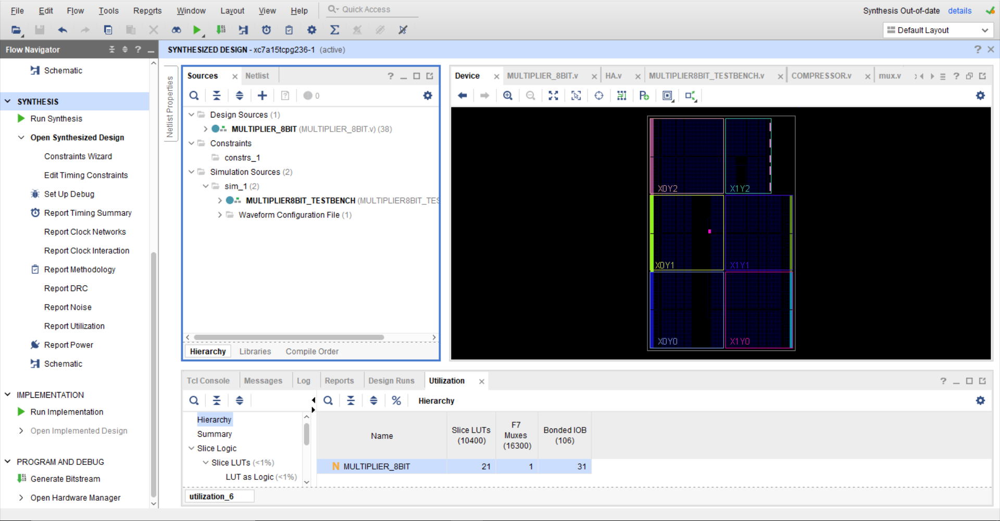 File Edit Flow Tools Reports Window Layout View Help Quick Access
Synthesis Out-of-date details
Default Layout
Flow Navigator
SYNTHESIZED DESIGN - xc7a15tcpg236-1 (active)
Schematic
SYNTHESIS
Run Synthesis
Open Synthesized Design
Constraints Wizard
Edit Timing Constraints
Set Up Debug
Report Timing Summary
Report Clock Networks
Report Clock Interaction
Report Methodology
Report DRC
Report Noise
Report Utilization
Report Power
Schematic
IMPLEMENTATION
Run Implementation
Open Implemented Design
PROGRAM AND DEBUG
Generate Bitstream
Open Hardware Manager
Netlist Properties
Sources Netlist
0
Design Sources (1)
MULTIPLIER_8BIT (MULTIPLIER_8BIT.v) (38)
Constraints
constrs_1
Simulation Sources (2)
sim_1 (2)
MULTIPLIER8BIT_TESTBENCH (MULTIPLIER8BIT_TES
Waveform Configuration File (1)
Hierarchy Libraries Compile Order
Device MULTIPLIER_8BIT.v HA.v MULTIPLIER8BIT_TESTBENCH.v COMPRESSOR.v mux.v
X0Y2 X1Y2
X0Y1 X1Y1
X0Y0 X1Y0
Tcl Console Messages Log Reports Design Runs Utilization
Hierarchy
Hierarchy
Summary
Slice Logic
Slice LUTs (<1%)
LUT as Logic (<1%)
Name
Slice LUTs
(10400)
F7
Muxes
(16300)
Bonded IOB
(106)
N MULTIPLIER_8BIT 21 1 31
utilization_6